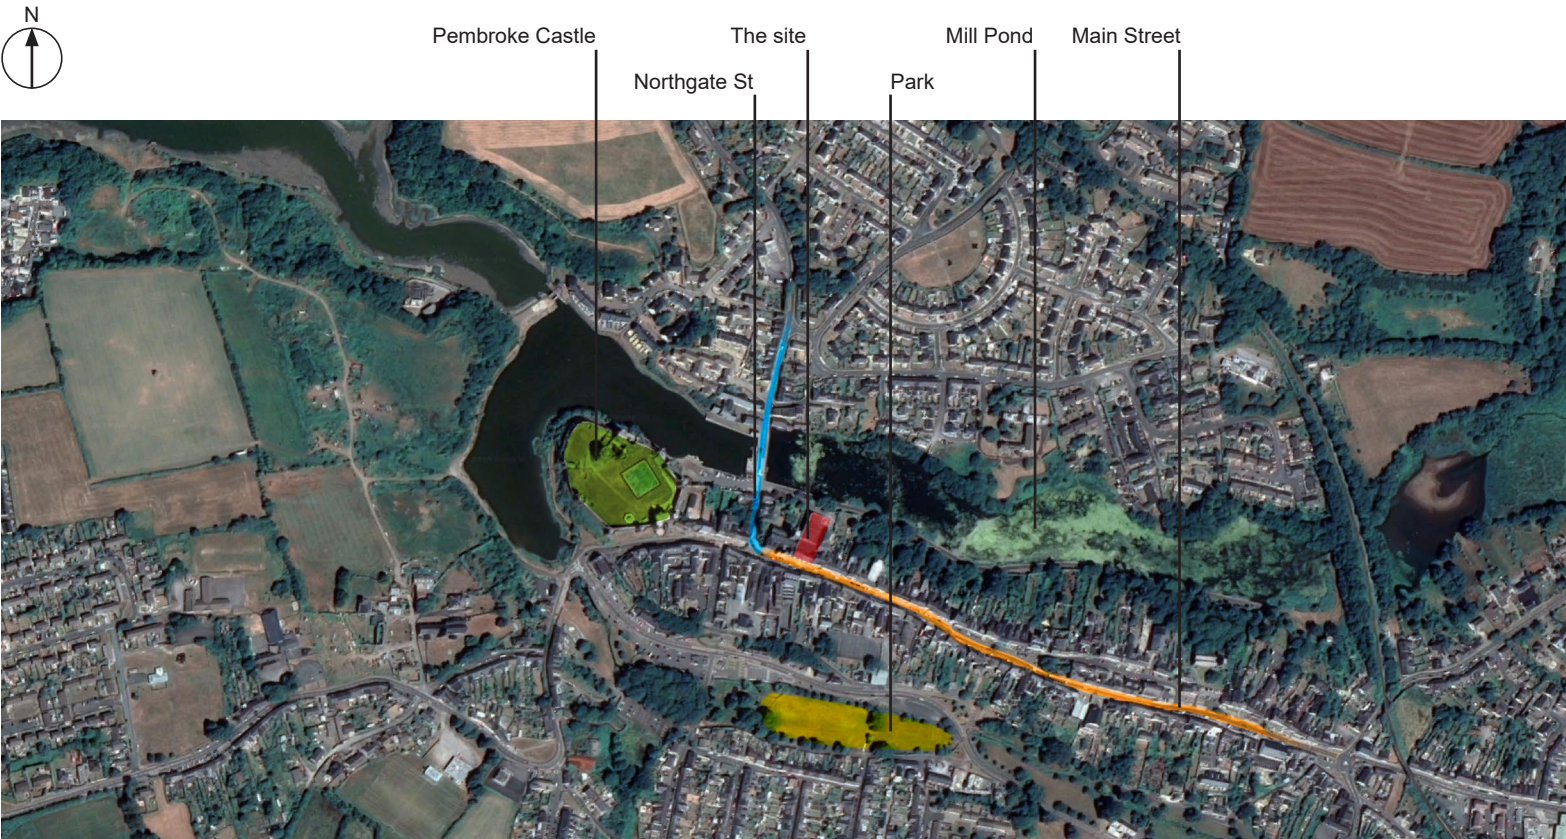 N
Pembroke Castle
The site
Mill Pond
Main Street
Northgate St
Park